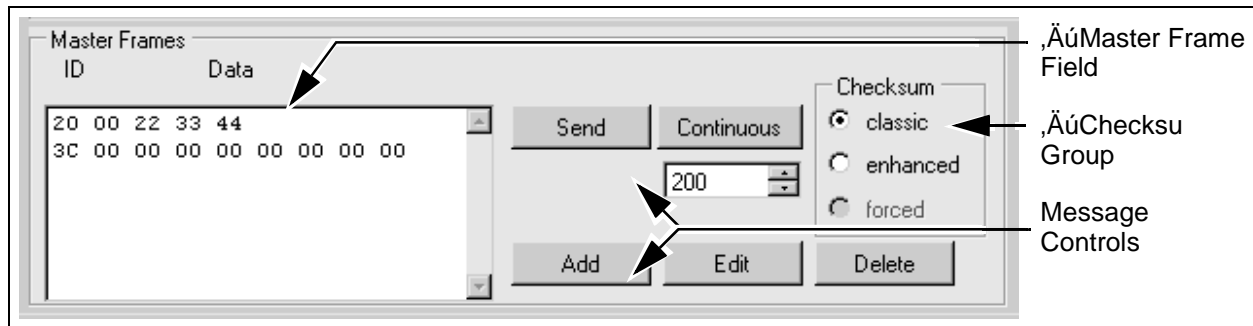 Master Frames
ID Data
20 00 22 33 44
3C 00 00 00 00 00 00 00 00
Send
Continuous
200
Add
Edit
Delete
Checksum
classic
enhanced
forced
‚ÄúMaster Frame
Field
‚ÄúChecksu
Group
Message
Controls